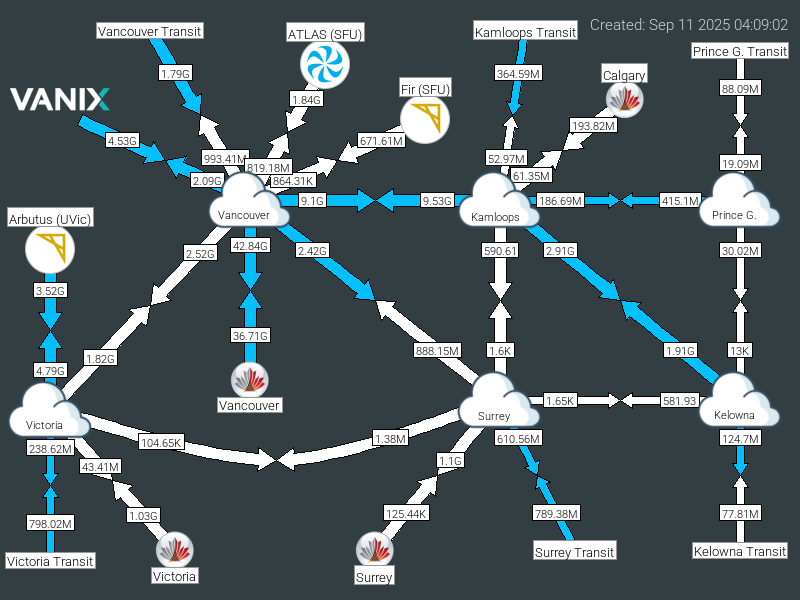 Created: Sep 11 2025 04:09:02
Vancouver Transit
ATLAS (SFU)
Kamloops Transit
Prince G. Transit
1.79G
364.59M
Calgary
Fir (SFU)
88.09M
VANIX
1.84G
193.82M
4.53G
671.61M
993.41M
52.97M
19.09M
819.18M
2.09G
864.31K
61.35M
9.1G
9.53G
186.69M
415.1M
Vancouver
Kamloops
Prince G.
Arbutus (UVic)
42.84G
2.52G
2.42G
590.61
2.91G
30.02M
3.52G
36.71G
1.82G
888.15M
1.6K
1.91G
13K
4.79G
Vancouver
1.65K
581.93
Victoria
Surrey
Kelowna
104.65K
1.38M
610.56M
124.7M
238.62M
43.41M
1.1G
1.03G
125.44K
789.38M
77.81M
798.02M
Victoria Transit
Victoria
Surrey
Surrey Transit
Kelowna Transit